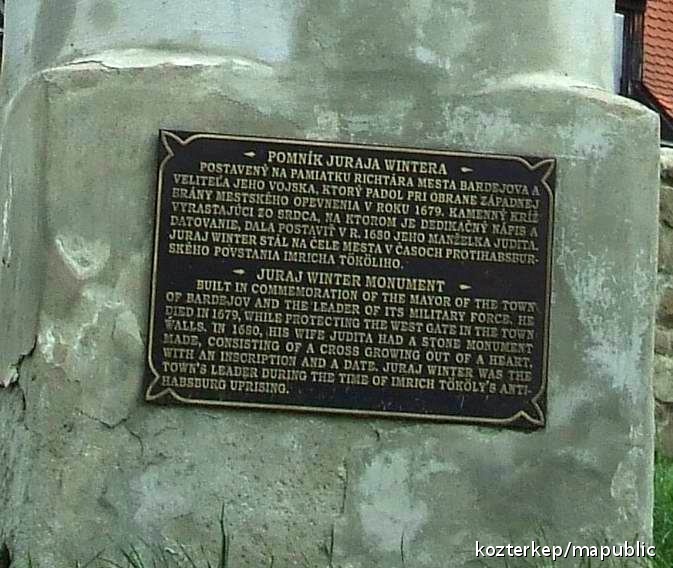 POMNÍK JURAJA WINTERA
POSTAVENÝ NA PAMIATKU RICHTÁRA MESTA BARDEJOVA A
VELITEĽA JEHO VOJSKA, KTORÝ PADOL PRI OBRANE ZÁPADNEJ
BRÁNY MESTSKÉHO OPEVNENIA V ROKU 1679. KAMENNÝ KRÍŽ
VYRASTAJÚCI ZO SRDCA, NA KTOROM JE DEDIKAČNÝ NÁPIS A
DATOVANIE, DALA POSTAVIŤ V R. 1680 JEHO MANŽELKA JUDITA.
JURAJ WINTER STÁL NA ČELE MESTA V ČASOCH PROTIHABSBUR-
SKÉHO POVSTANIA IMRICHA TÖKÖLIHO.
JURAJ WINTER MONUMENT
BUILT IN COMMEMORATION OF THE MAYOR OF THE TOWN
OF BARDEJOV AND THE LEADER OF ITS MILITARY FORCE. HE
DIED IN 1679, WHILE PROTECTING THE WEST GATE IN THE TOWN
WALLS. IN 1680, HIS WIFE JUDITA HAD A STONE MONUMENT
MADE, CONSISTING OF A CROSS GROWING OUT OF A HEART,
WITH AN INSCRIPTION AND A DATE. JURAJ WINTER WAS THE
TOWN'S LEADER DURING THE TIME OF IMRICH TÖKÖLY'S ANTI-
HABSBURG UPRISING.
kozterkep/mapublic